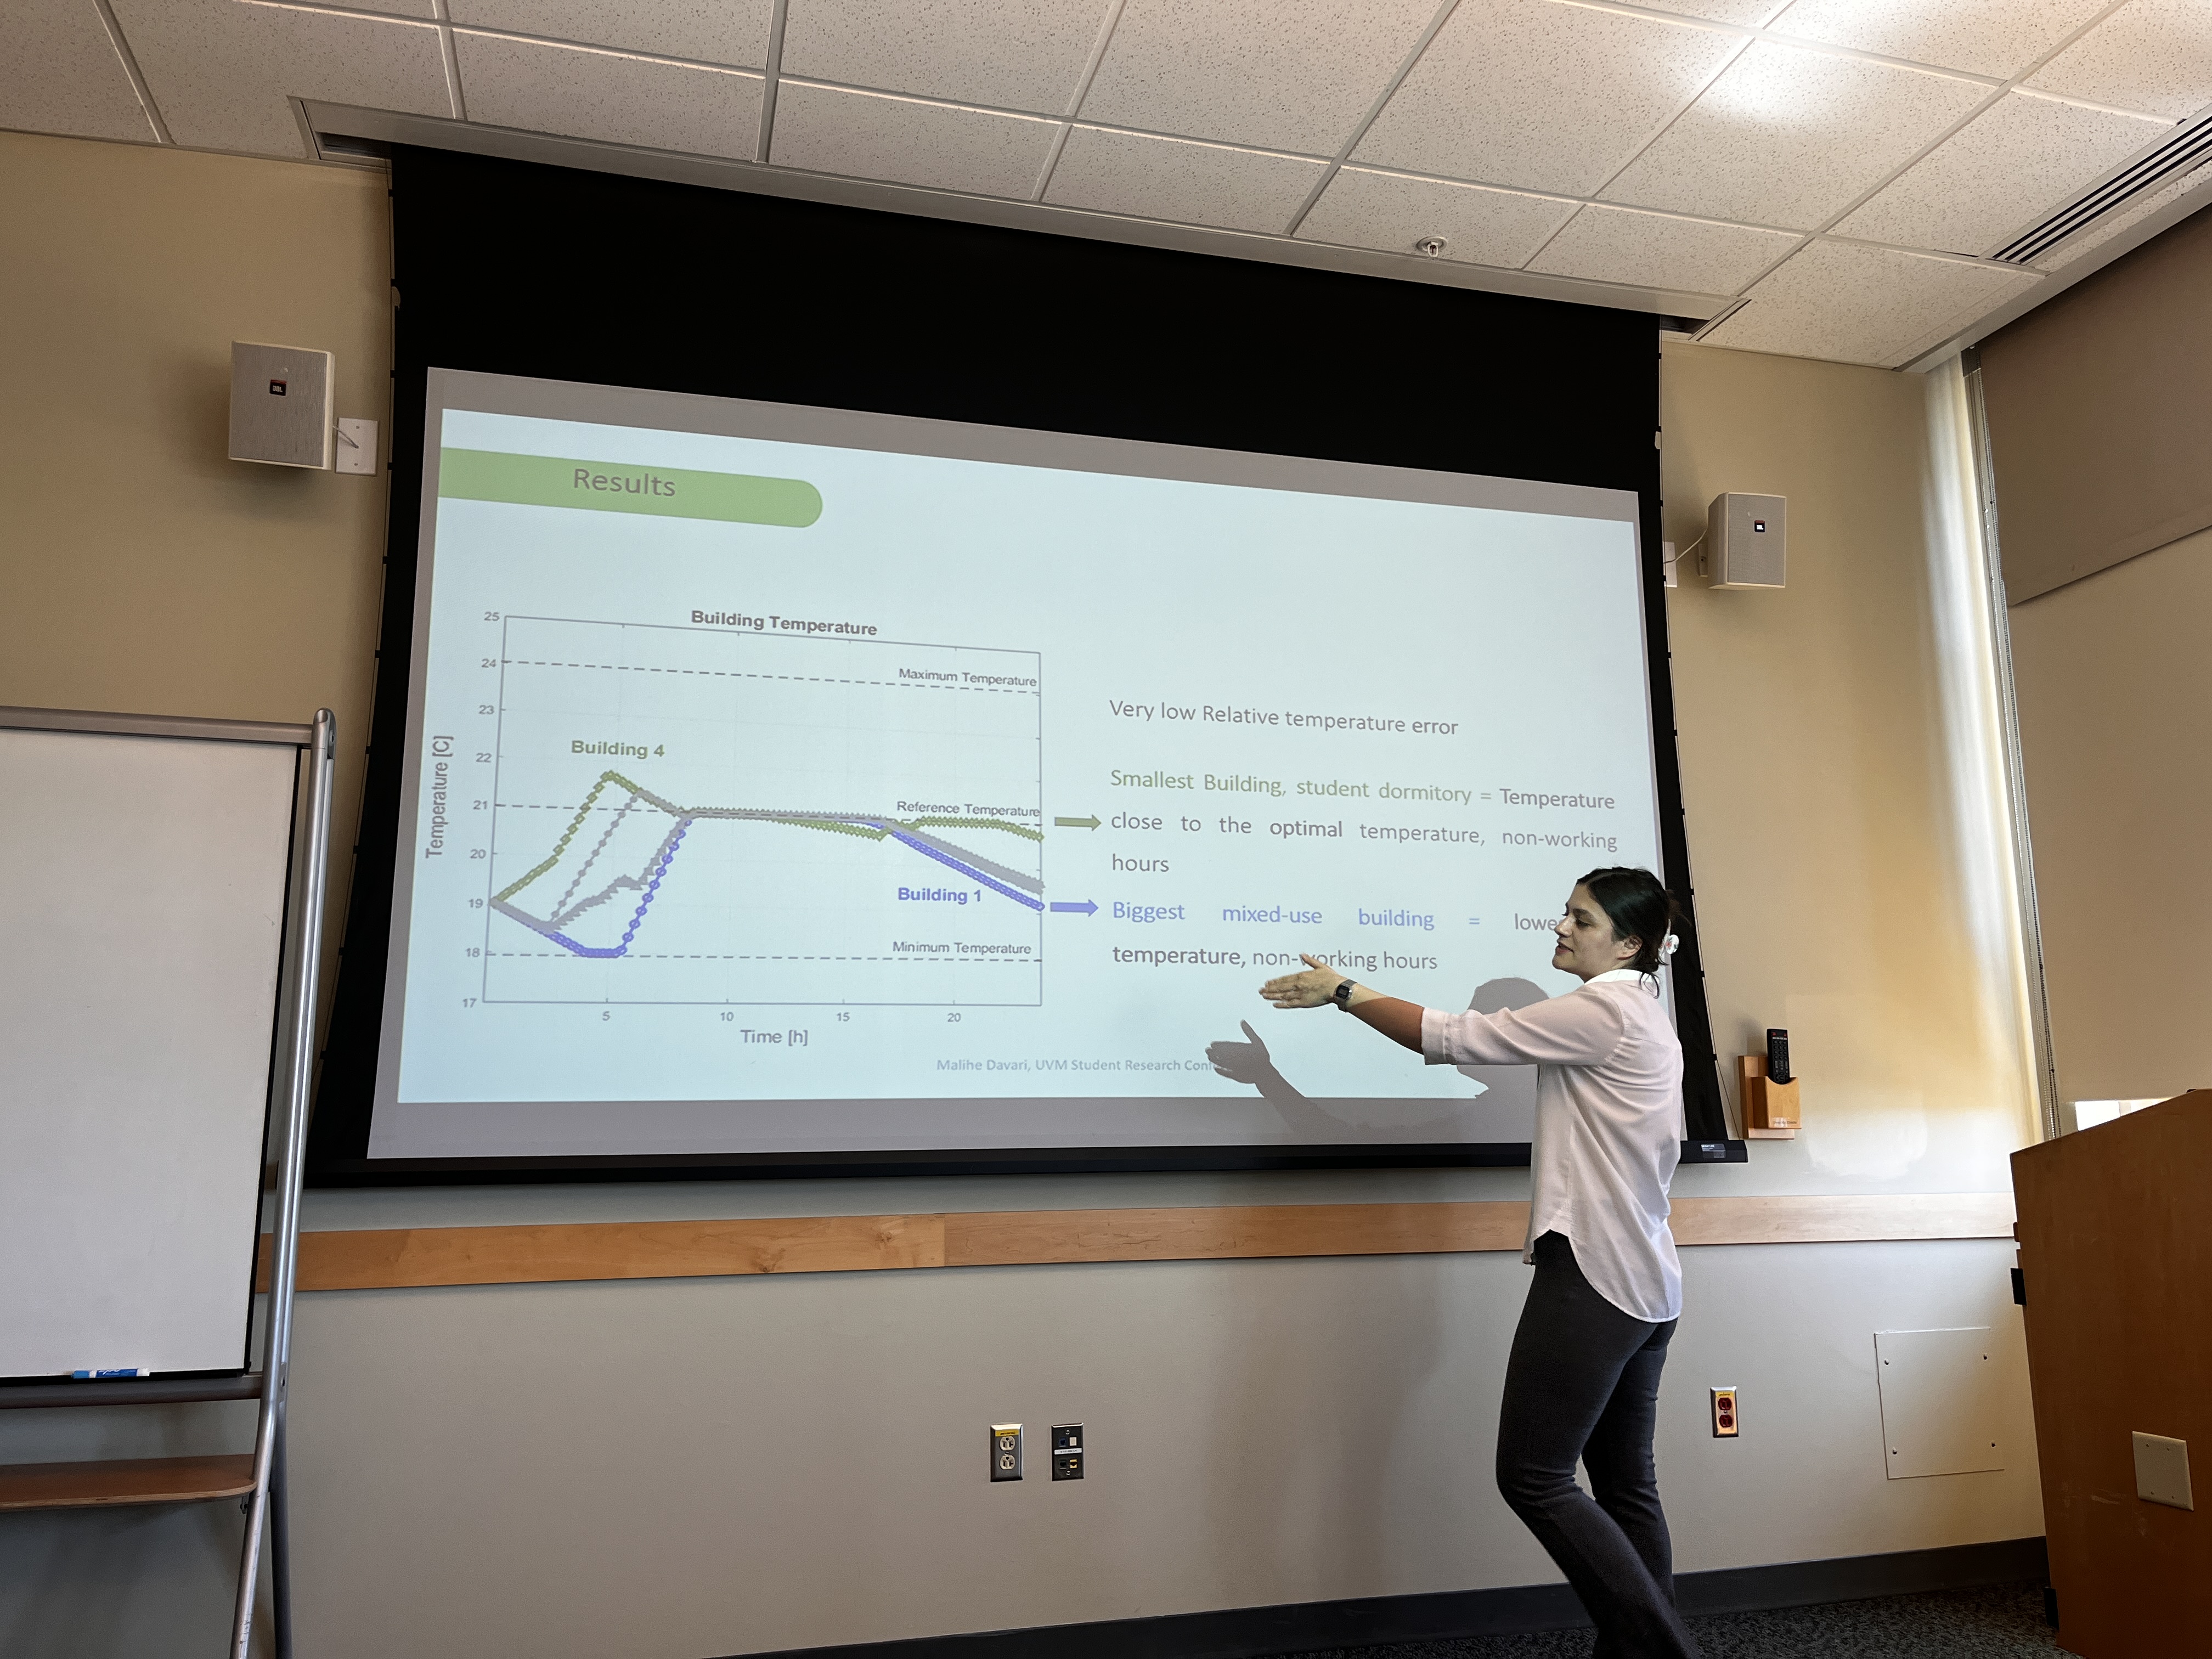 Results
Building Temperature
25
24
23
22
21
20
19
18
17
Temperature [C]
Maximum Temperature
Building 4
Reference Temperature
Building 1
Minimum Temperature
5 10 15 20
Time [h]
Very low Relative temperature error
Smallest Building, student dormitory = Temperature
close to the optimal temperature, non-working
hours
Biggest mixed-use building =
temperature, non-working hours
Malihe Davari, UVM Student Research
JBL
JBL